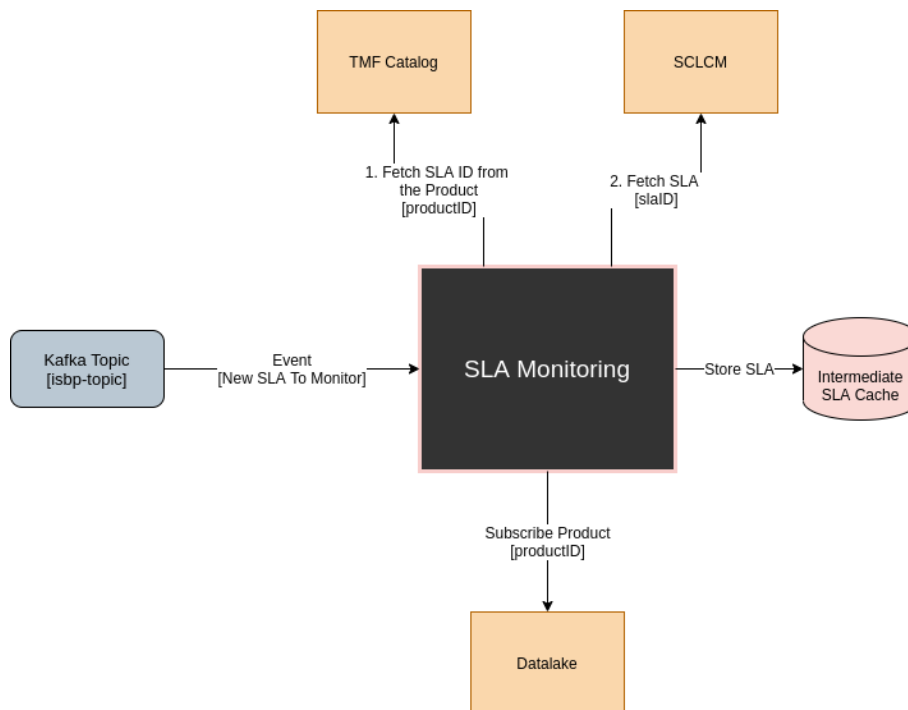 TMF Catalog
SCLCM
1. Fetch SLA ID from
the Product
[productID]
2. Fetch SLA
[slaID]
Kafka Topic
[isbp-topic]
Event
[New SLA To Monitor]
SLA Monitoring
Store SLA
Intermediate
SLA Cache
Subscribe Product
[productID]
Datalake